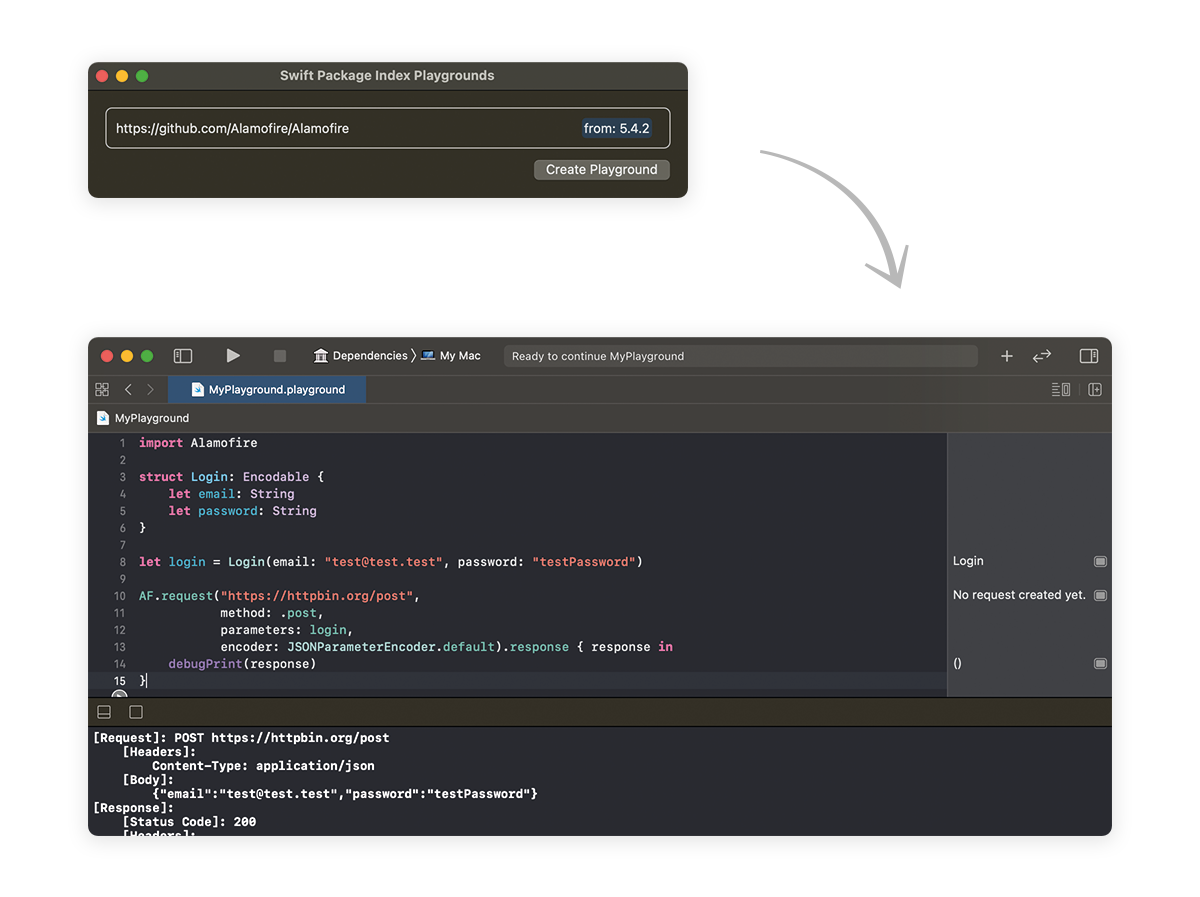 Swift Package Index Playgrounds
https://github.com/Alamofire/Alamofire from: 5.4.2
Create Playground
Dependencies 〉 My Mac Ready to continue MyPlayground
MyPlayground.playground
MyPlayground
1 import Alamofire
2
3 struct Login: Encodable {
4     let email: String
5     let password: String
6 }
7
8 let login = Login(email: "test@test.test", password: "testPassword") Login
9
10 AF.request("https://httpbin.org/post", No request created yet.
11            method: .post,
12            parameters: login,
13            encoder: JSONParameterEncoder.default).response { response in
14     debugPrint(response) ()
15 }
[Request]: POST https://httpbin.org/post
    [Headers]:
        Content-Type: application/json
    [Body]:
        {"email":"test@test.test","password":"testPassword"}
[Response]:
    [Status Code]: 200
    [Headers]: